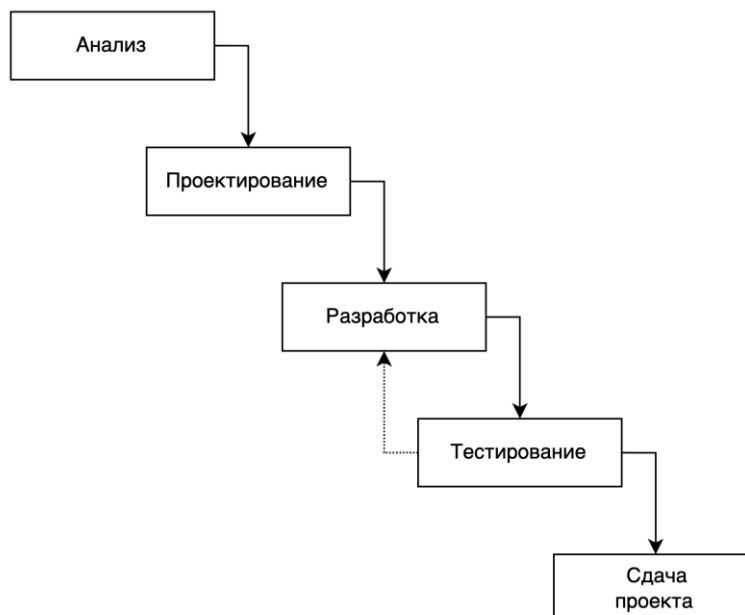 Анализ
Проектирование
Разработка
Тестирование
Сдача
проекта